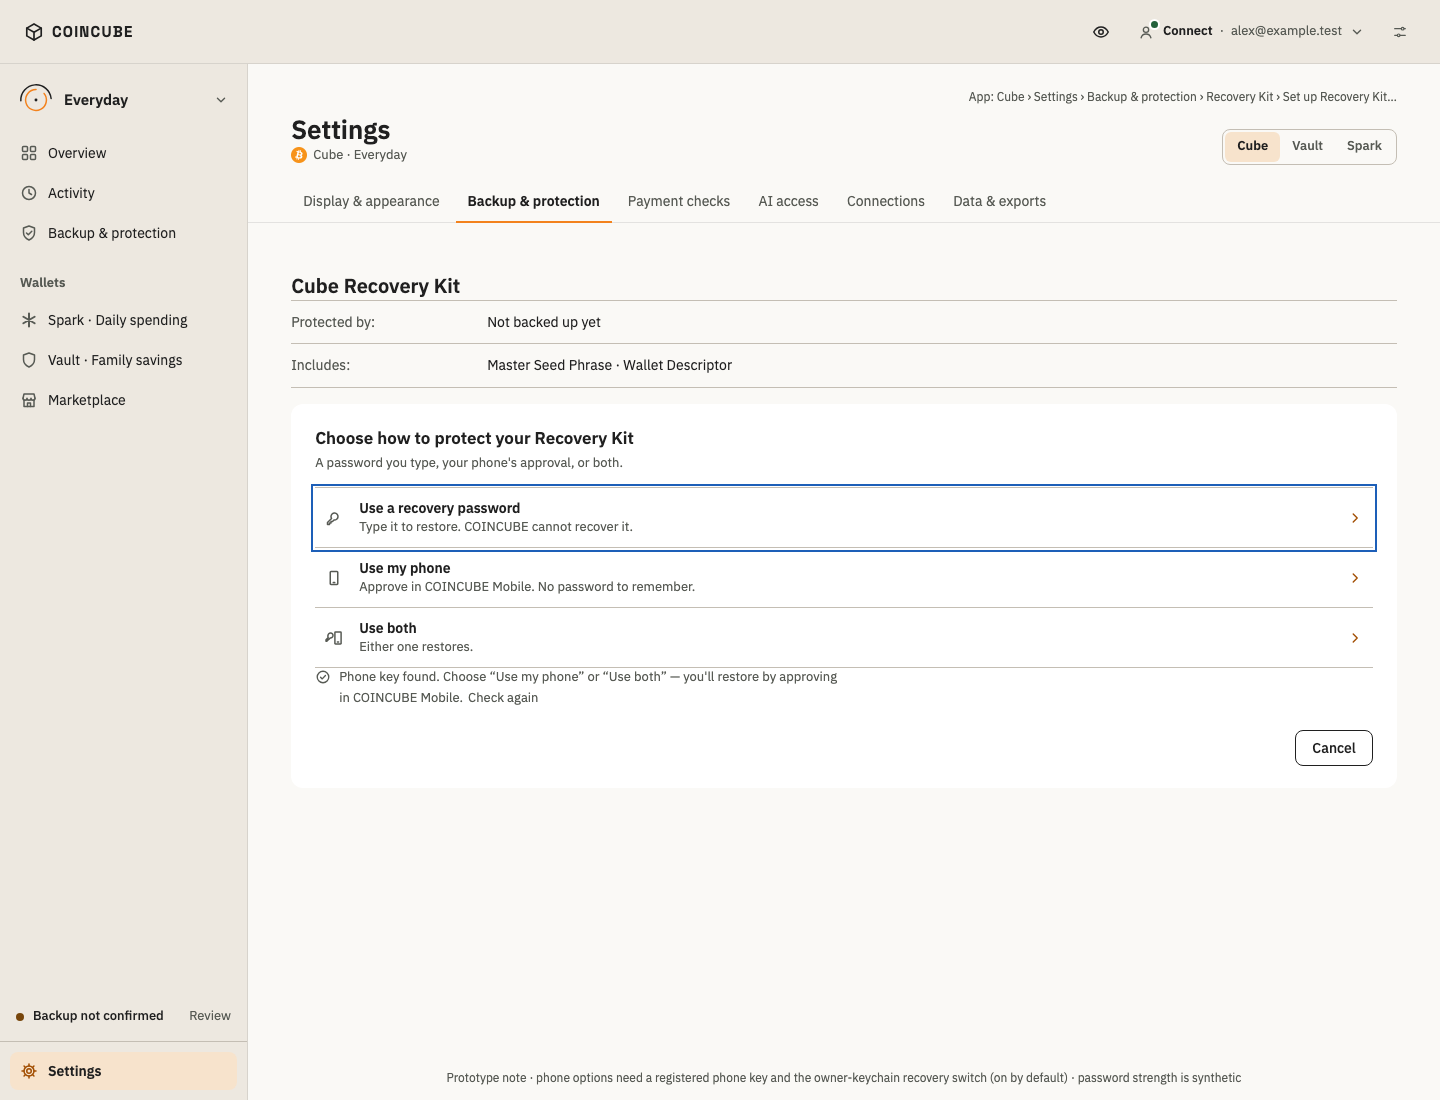 COINCUBE
Connect · alex@example.test
Everyday
Overview
Activity
Backup & protection
Wallets
Spark · Daily spending
Vault · Family savings
Marketplace
Backup not confirmed Review
Settings
App: Cube › Settings › Backup & protection › Recovery Kit › Set up Recovery Kit…
Settings
Cube · Everyday
Cube Vault Spark
Display & appearance Backup & protection Payment checks AI access Connections Data & exports
Cube Recovery Kit
Protected by: Not backed up yet
Includes: Master Seed Phrase · Wallet Descriptor
Choose how to protect your Recovery Kit
A password you type, your phone's approval, or both.
Use a recovery password
Type it to restore. COINCUBE cannot recover it.
Use my phone
Approve in COINCUBE Mobile. No password to remember.
Use both
Either one restores.
Phone key found. Choose “Use my phone” or “Use both” — you'll restore by approving
in COINCUBE Mobile. Check again
Cancel
Prototype note · phone options need a registered phone key and the owner-keychain recovery switch (on by default) · password strength is synthetic